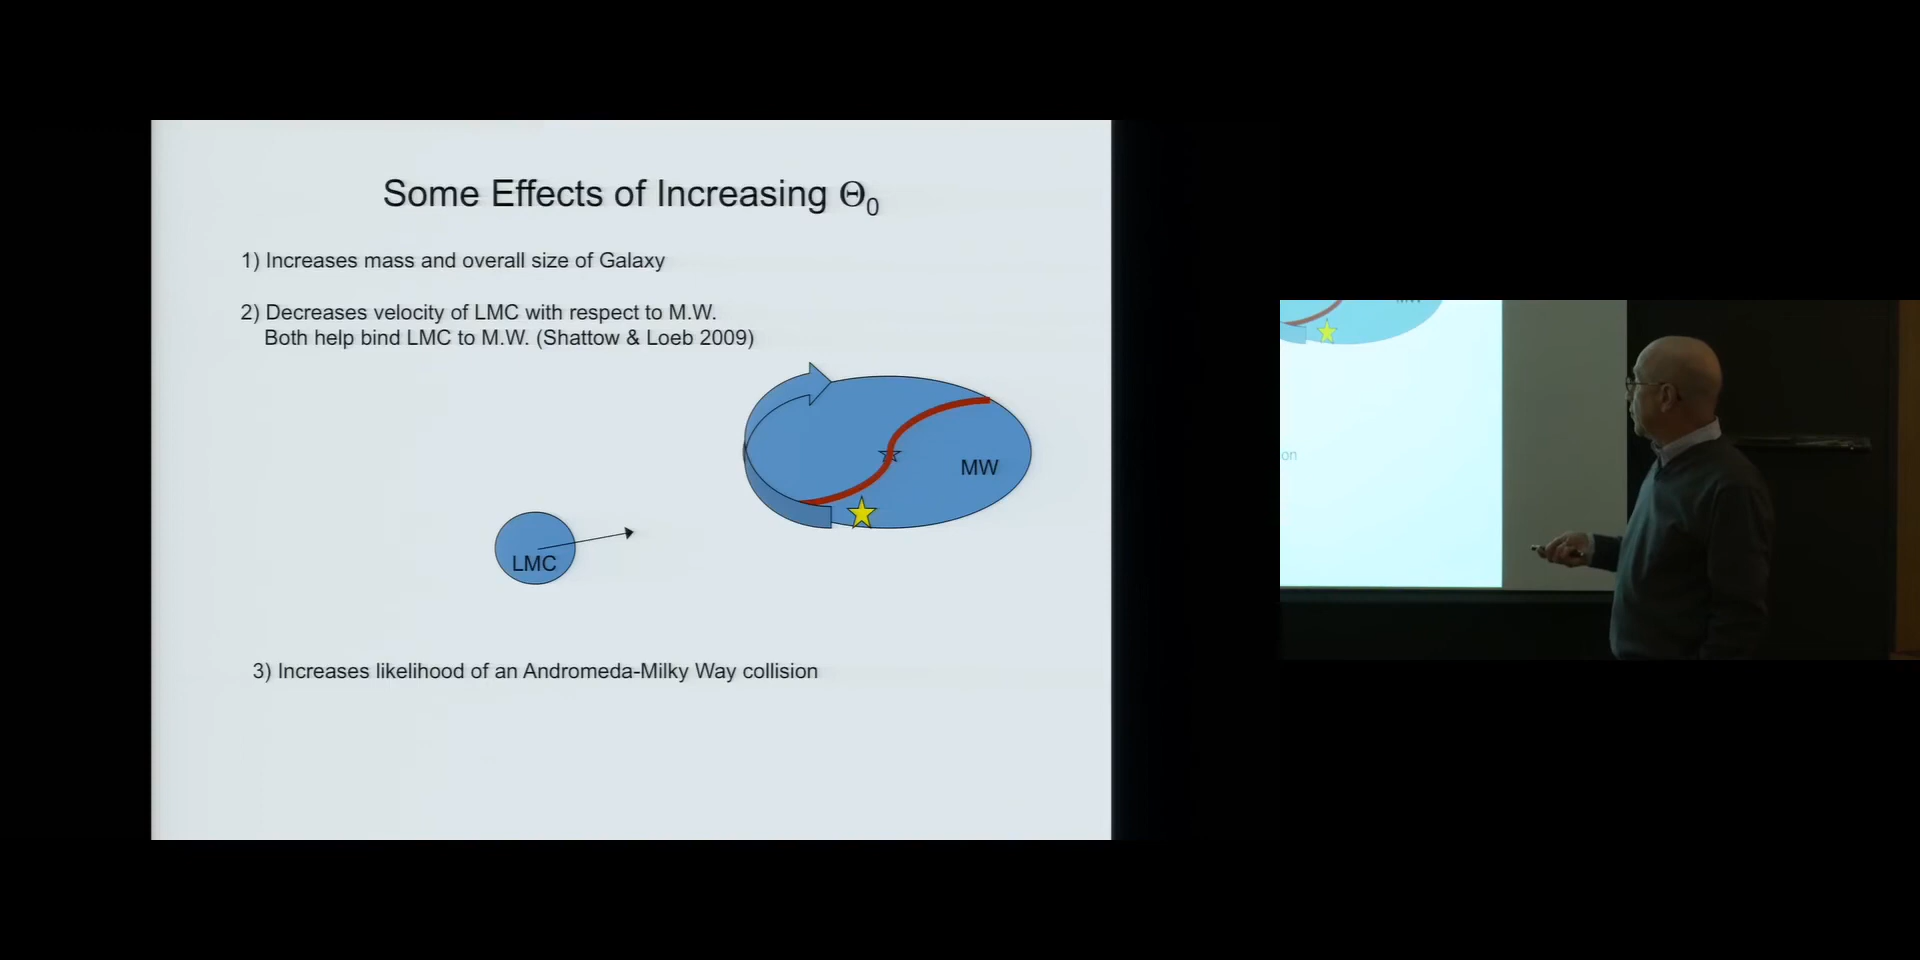 Some Effects of Increasing Θ₀
1) Increases mass and overall size of Galaxy
2) Decreases velocity of LMC with respect to M.W.
Both help bind LMC to M.W. (Shattow & Loeb 2009)
MW
LMC
3) Increases likelihood of an Andromeda-Milky Way collision
MW
on